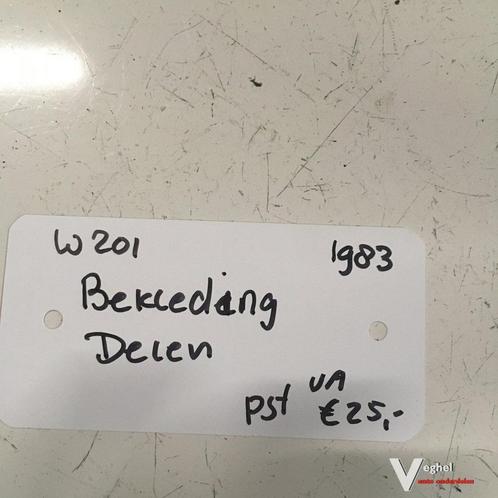 W201 1983
Bekleding
Delen
pst VA €25,-
Veghel
auto onderdelen